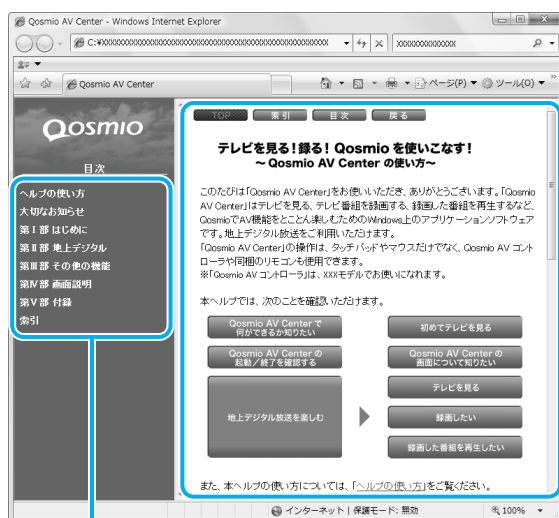 Qosmio AV Center - Windows Internet Explorer
C:¥XXXXXXXXXXXXXXXXXXXXXXXXXXXXXXXXXXXXXXXXXX
XXXXXXXXXXXXX
Qosmio AV Center
ページ(P)
ツール(O)
Qosmio
目次
ヘルプの使い方
大切なお知らせ
第Ⅰ部 はじめに
第Ⅱ部 地上デジタル
第Ⅲ部 その他の機能
第Ⅳ部 画面説明
第Ⅴ部 付録
索引
TOP 索引 目次 戻る
テレビを見る!録る! Qosmio を使いこなす!
~ Qosmio AV Center の使い方~
このたびは「Qosmio AV Center」をお使いいただき、ありがとうございます。「Qosmio
AV Center」はテレビを見る、テレビ番組を録画する、録画した番組を再生するなど、
QosmioでAV機能をとことん楽しむためのWindows上のアプリケーションソフトウェア
です。地上デジタル放送をご利用いただけます。
「Qosmio AV Center」の操作は、タッチパッドやマウスだけでなく、Qosmio AV コント
ローラや同梱のリモコンも使用できます。
※「Qosmio AV コントローラ」は、XXXモデルでお使いになれます。
本ヘルプでは、次のことを確認いただけます。
Qosmio AV Center で
何ができるか知りたい
初めてテレビを見る
Qosmio AV Center の
起動/終了を確認する
Qosmio AV Center の
画面について知りたい
テレビを見る
地上デジタル放送を楽しむ
録画したい
録画した番組を再生したい
また、本ヘルプの使い方については、「ヘルプの使い方」をご覧ください。
インターネット | 保護モード: 無効
100%